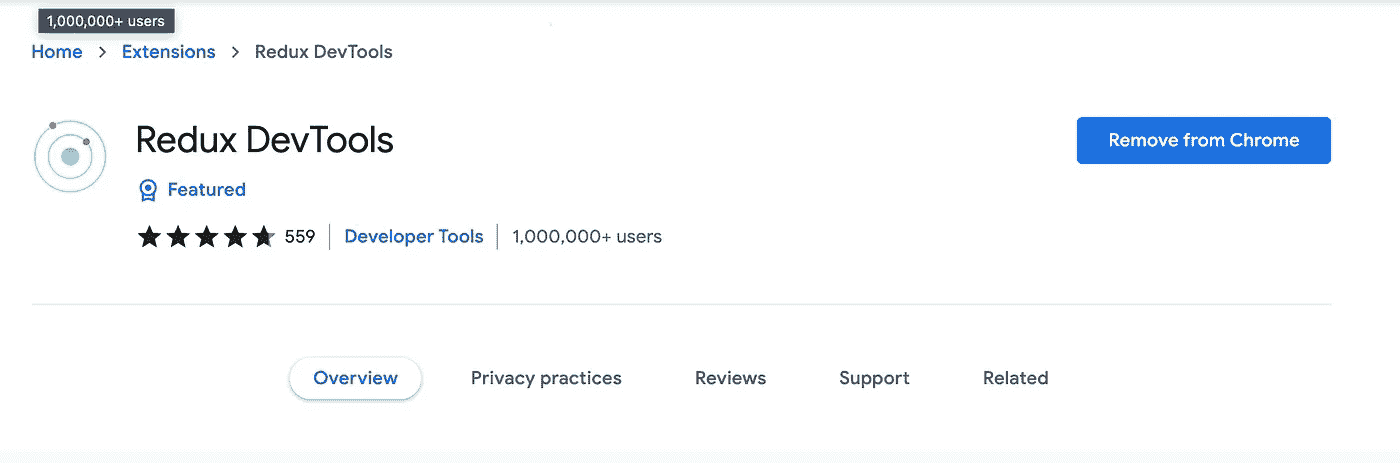 1,000,000+ users
Home > Extensions > Redux DevTools
Redux DevTools
Remove from Chrome
Featured
559 Developer Tools 1,000,000+ users
Overview Privacy practices Reviews Support Related